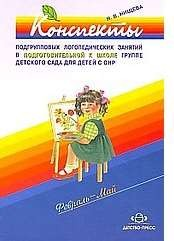 Н. В. НИЩЕВА
Конспекты
ПОДГРУППОВЫХ ЛОГОПЕДИЧЕСКИХ ЗАНЯТИЙ
В ПОДГОТОВИТЕЛЬНОЙ К ШКОЛЕ ГРУППЕ
ДЕТСКОГО САДА ДЛЯ ДЕТЕЙ С ОНР
Февраль-Май
ДЕТСТВО-ПРЕСС